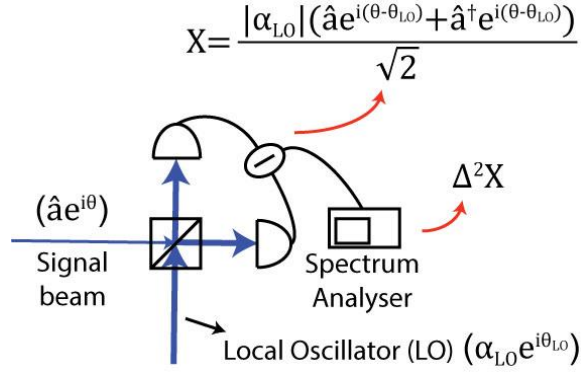 X= |α_LO|(âe^{i(θ-θ_LO)}+â†e^{i(θ-θ_LO)})
√2
Δ²X
(âe^{iθ})
Signal
beam
Spectrum
Analyser
Local Oscillator (LO) (α_LO e^{iθ_LO})